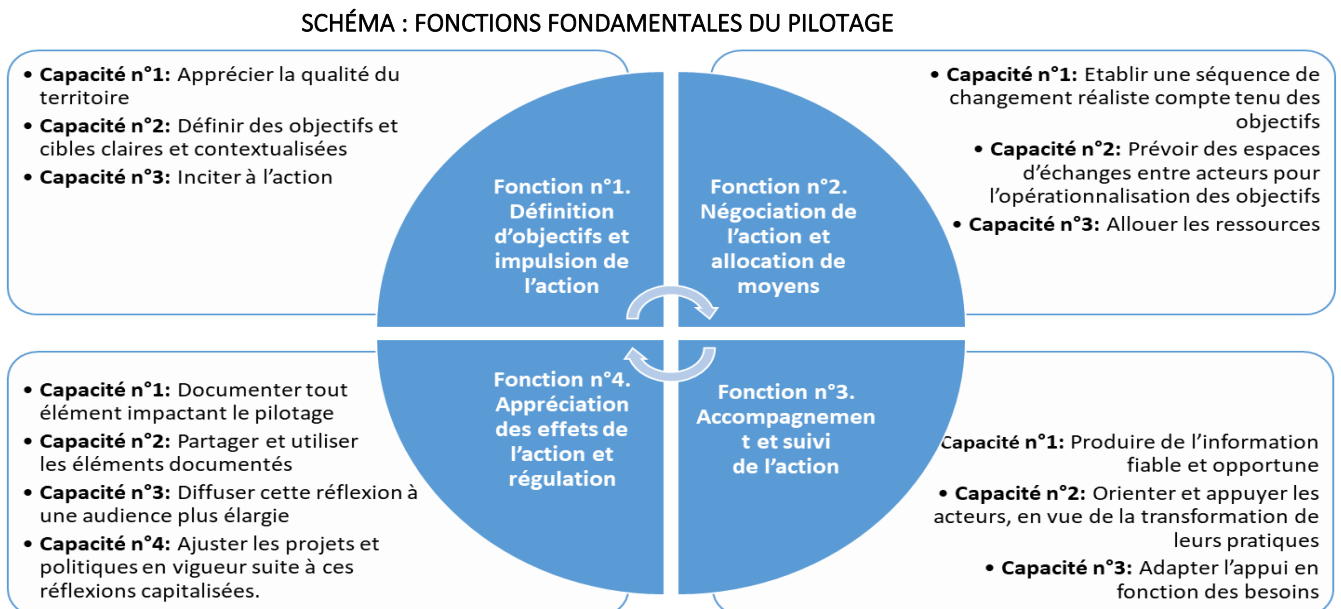 SCHÉMA : FONCTIONS FONDAMENTALES DU PILOTAGE
• Capacité n°1: Apprécier la qualité du
territoire
• Capacité n°2: Définir des objectifs et
cibles claires et contextualisées
• Capacité n°3: Inciter à l’action
Fonction n°1.
Définition
d’objectifs et
impulsion de
l’action
Fonction n°2.
Négociation de
l’action et
allocation de
moyens
• Capacité n°1: Etablir une séquence de
changement réaliste compte tenu des
objectifs
• Capacité n°2: Prévoir des espaces
d’échanges entre acteurs pour
l’opérationnalisation des objectifs
• Capacité n°3: Allouer les ressources
• Capacité n°1: Documenter tout
élément impactant le pilotage
• Capacité n°2: Partager et utiliser
les éléments documentés
• Capacité n°3: Diffuser cette réflexion à
une audience plus élargie
• Capacité n°4: Ajuster les projets et
politiques en vigueur suite à ces
réflexions capitalisées.
Fonction n°4.
Appréciation
des effets de
l’action et
régulation
Fonction n°3.
Accompagnemen
t et suivi
de l’action
Capacité n°1: Produire de l’information
fiable et opportune
• Capacité n°2: Orienter et appuyer les
acteurs, en vue de la transformation de
leurs pratiques
• Capacité n°3: Adapter l’appui en
fonction des besoins